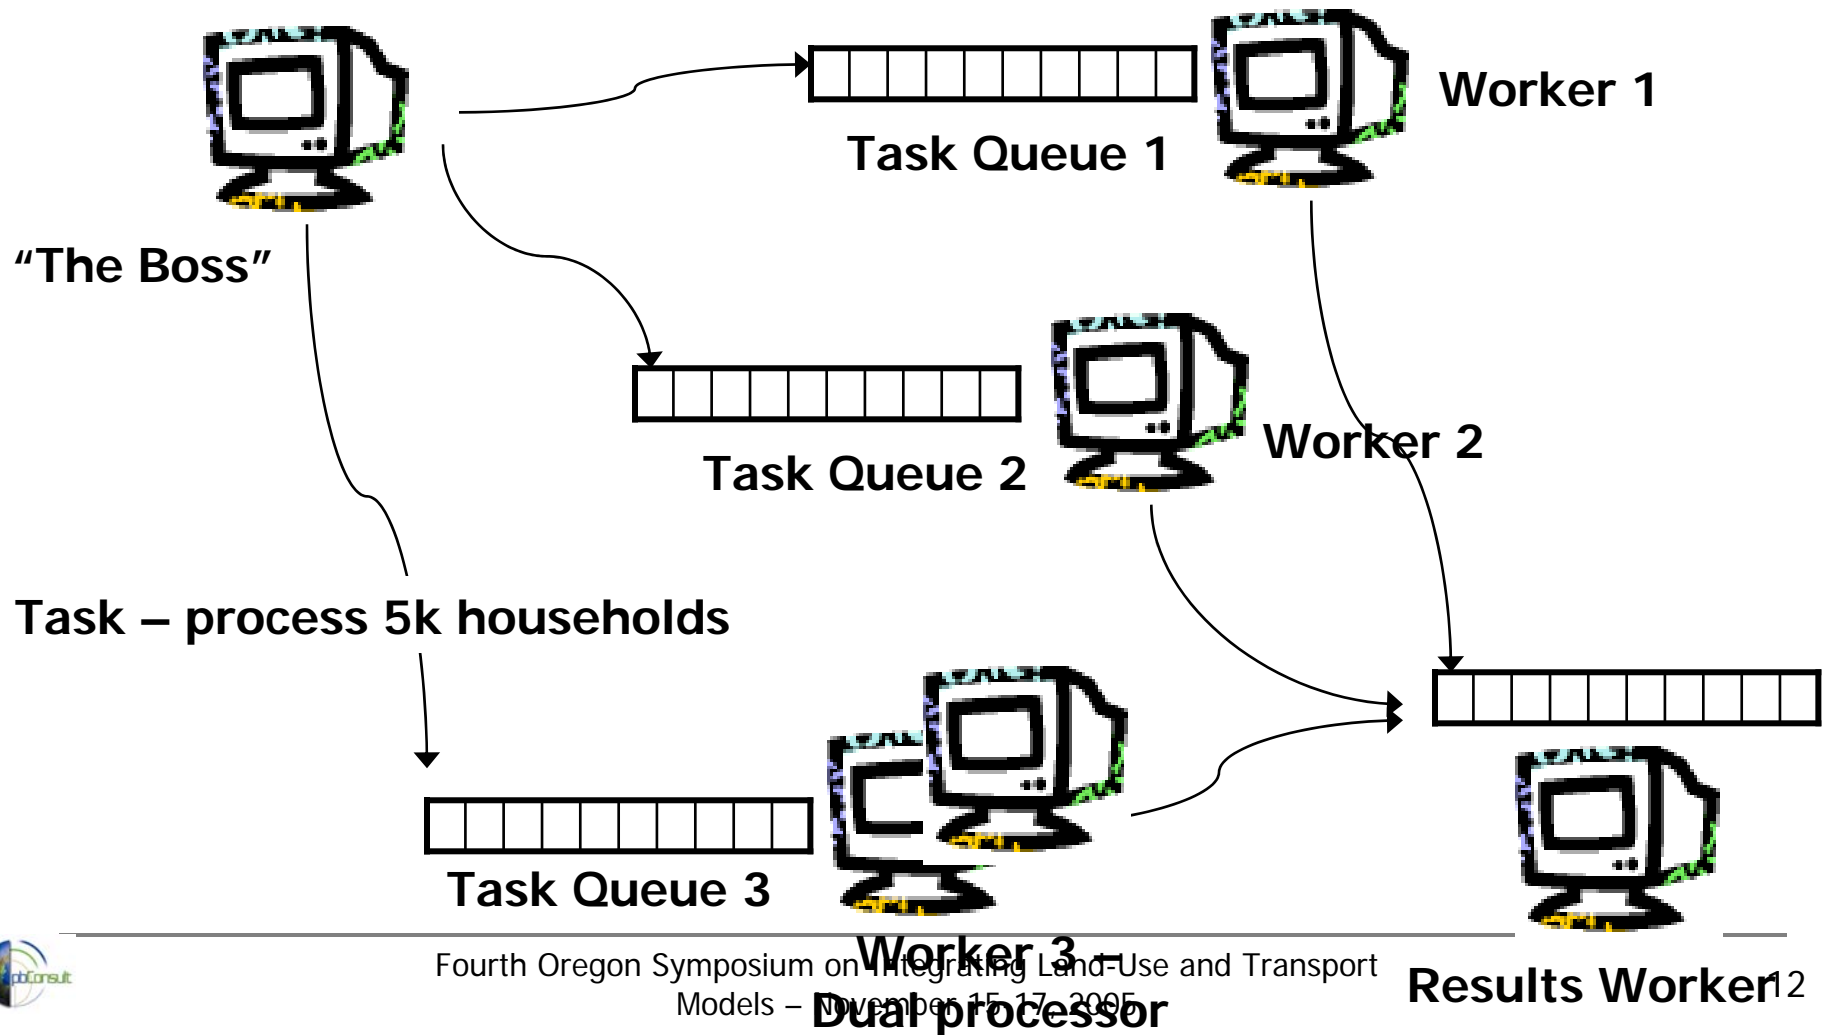 Worker 1
Task Queue 1
“The Boss”
Worker 2
Task Queue 2
Task – process 5k households
Task Queue 3
Worker 3 –
Dual processor
Results Worker
Fourth Oregon Symposium on Integrating Land-Use and Transport
Models – November 15-17, 2005
12
pbConsult